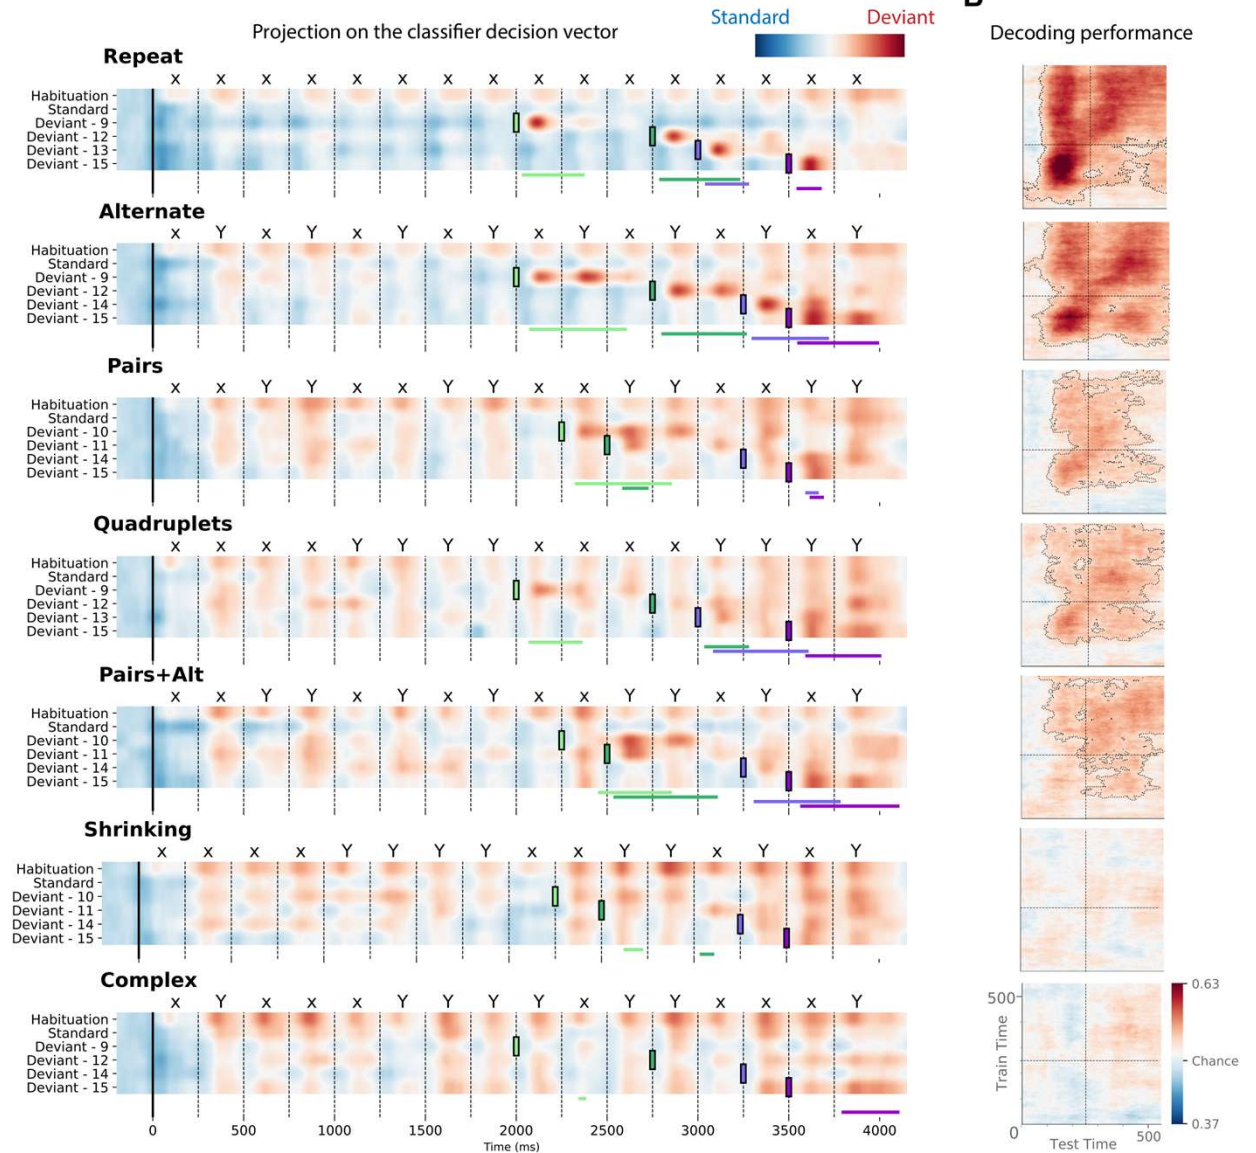 B
Projection on the classifier decision vector
Standard Deviant
Decoding performance
Repeat
x x x x x x x x x x x x x x x x
Habituation
Standard
Deviant - 9
Deviant - 12
Deviant - 13
Deviant - 15
Alternate
x Y x Y x Y x Y x Y x Y x Y x Y
Habituation
Standard
Deviant - 9
Deviant - 12
Deviant - 14
Deviant - 15
Pairs
x x Y Y x x Y Y x x Y Y x x Y Y
Habituation
Standard
Deviant - 10
Deviant - 11
Deviant - 14
Deviant - 15
Quadruplets
x x x x Y Y Y Y x x x x Y Y Y Y
Habituation
Standard
Deviant - 9
Deviant - 12
Deviant - 13
Deviant - 15
Pairs+Alt
x x Y Y x Y x Y x x Y Y x Y x Y
Habituation
Standard
Deviant - 10
Deviant - 11
Deviant - 14
Deviant - 15
Shrinking
x x x x Y Y Y Y x x Y Y x Y x Y
Habituation
Standard
Deviant - 10
Deviant - 11
Deviant - 14
Deviant - 15
Complex
x Y x x x Y Y Y Y x Y Y x x x Y
Habituation
Standard
Deviant - 9
Deviant - 12
Deviant - 14
Deviant - 15
0 500 1000 1500 2000 2500 3000 3500 4000
Time (ms)
500
Train Time
0
Test Time
500
0.63
Chance
0.37